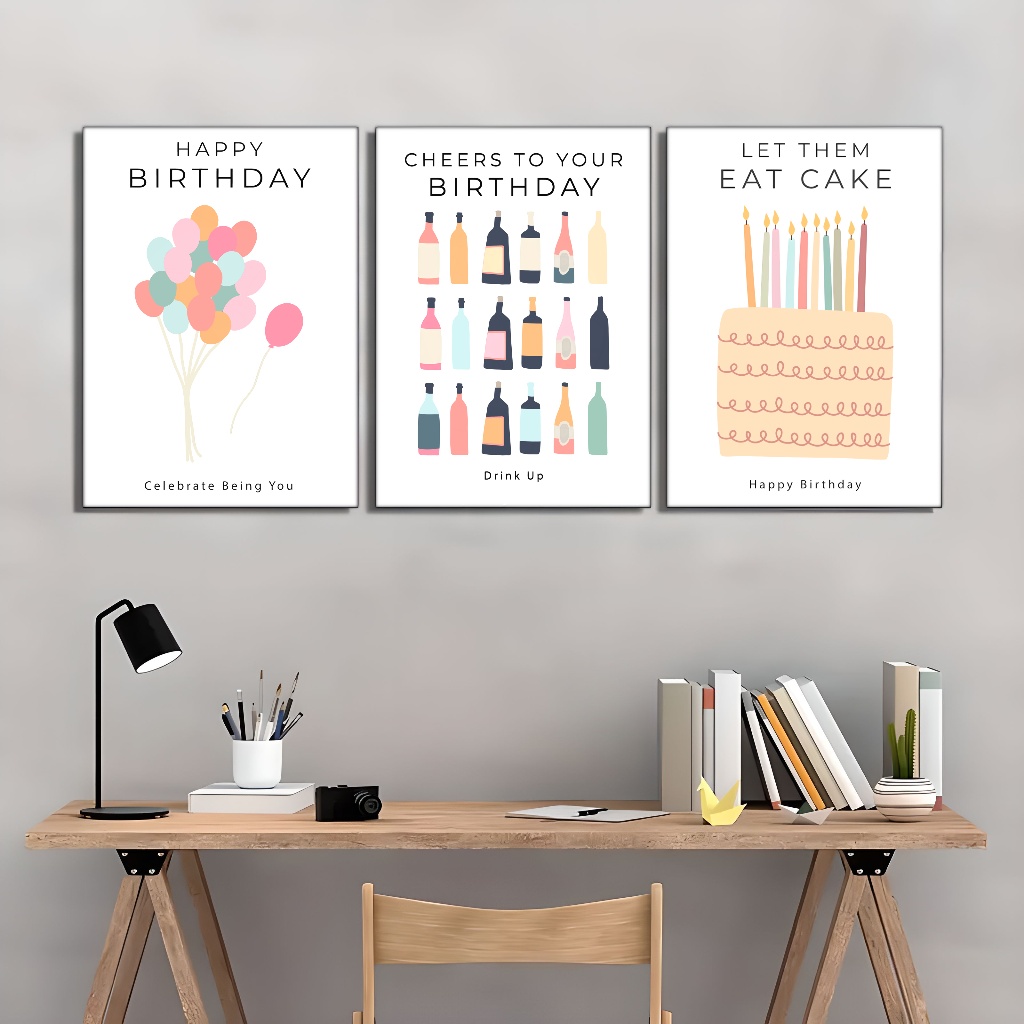 HAPPY
BIRTHDAY
Celebrate Being You
CHEERS TO YOUR
BIRTHDAY
Drink Up
LET THEM
EAT CAKE
Happy Birthday